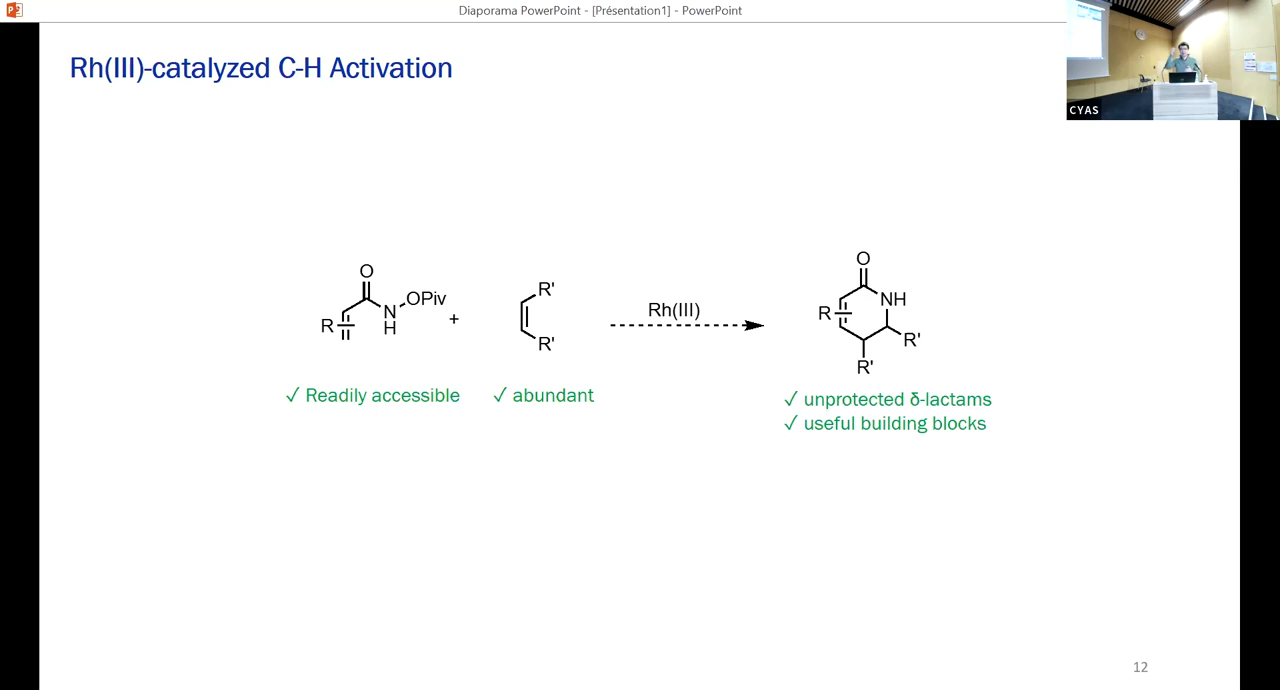 Diaporama PowerPoint - [Présentation1] - PowerPoint
Rh(III)-catalyzed C-H Activation
CYAS
O
R
N
H
OPiv
+
R'
R'
Rh(III)
O
R
NH
R'
R'
✓ Readily accessible
✓ abundant
✓ unprotected δ-lactams
✓ useful building blocks
12